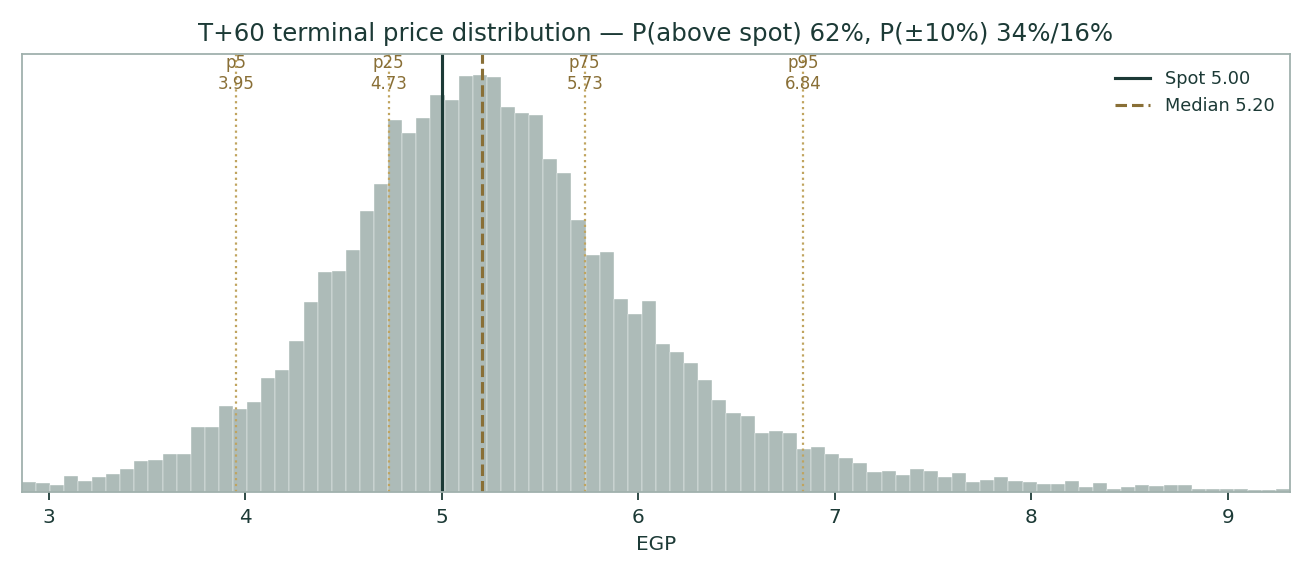 T+60 terminal price distribution — P(above spot) 62%, P(±10%) 34%/16%
p5
3.95
p25
4.73
p75
5.73
p95
6.84
Spot 5.00
Median 5.20
3
4
5
6
7
8
9
EGP